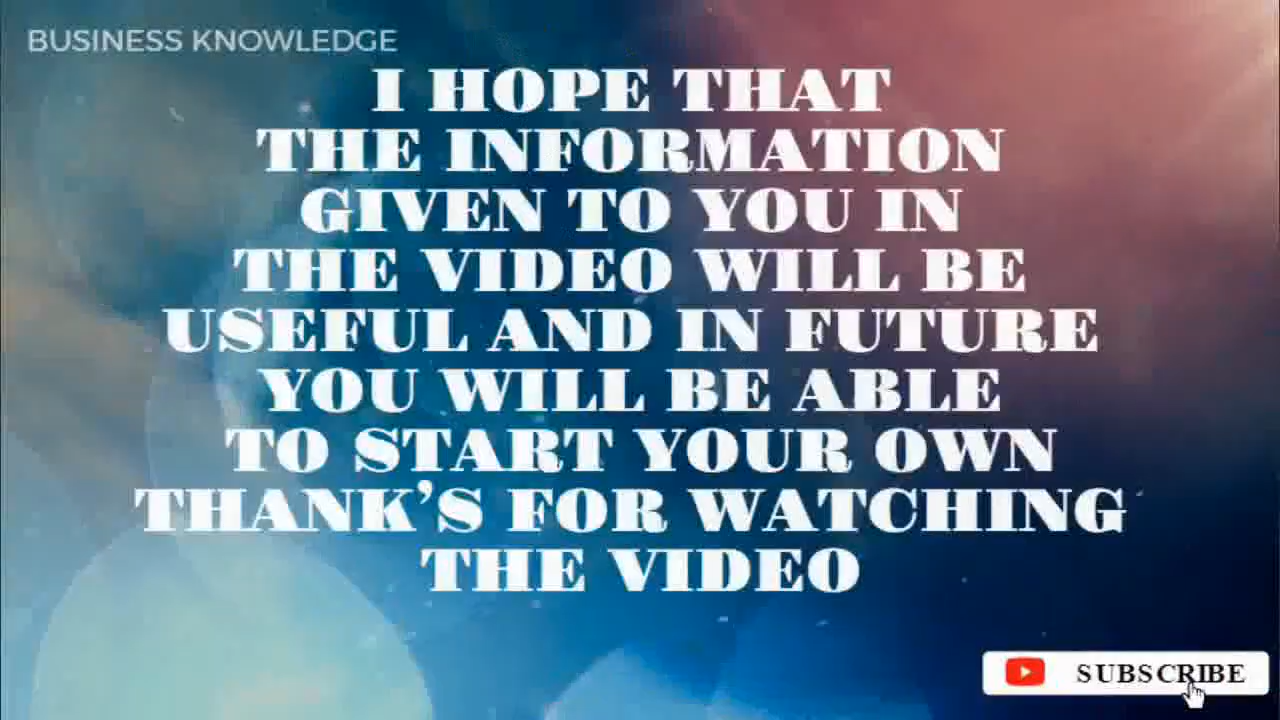 BUSINESS KNOWLEDGE
I HOPE THAT
THE INFORMATION
GIVEN TO YOU IN
THE VIDEO WILL BE
USEFUL AND IN FUTURE
YOU WILL BE ABLE
TO START YOUR OWN
THANK'S FOR WATCHING
THE VIDEO
SUBSCRIBE